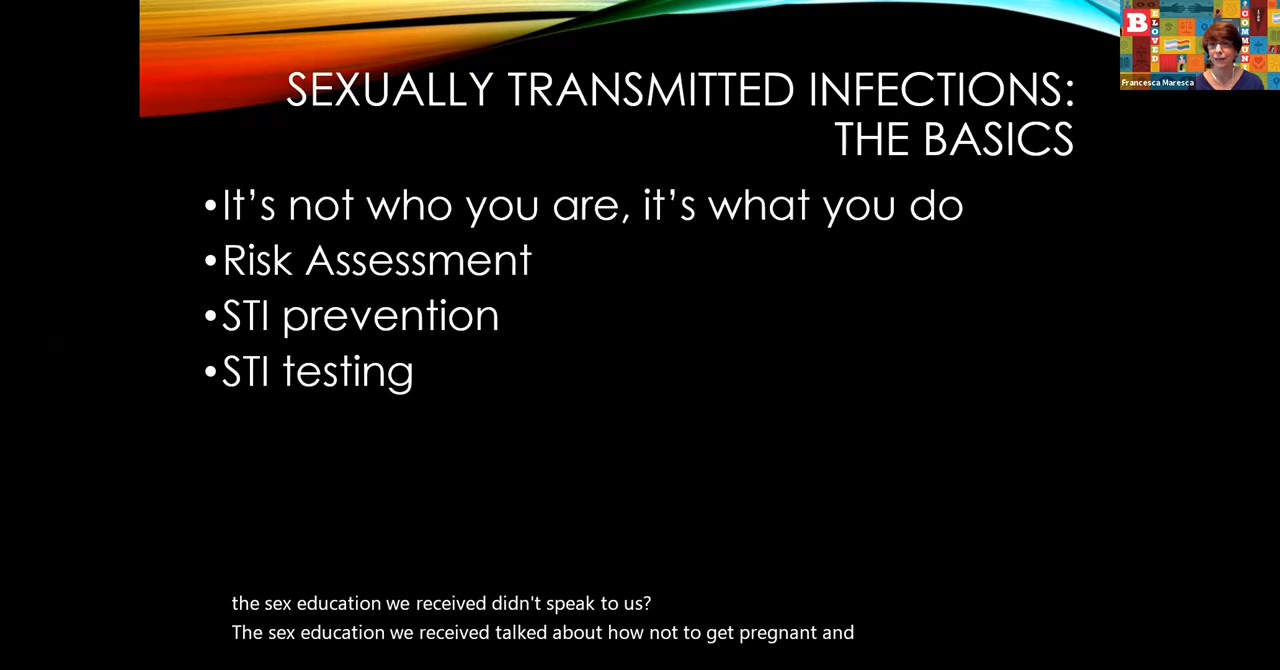 SEXUALLY TRANSMITTED INFECTIONS:
THE BASICS
•It’s not who you are, it’s what you do
•Risk Assessment
•STI prevention
•STI testing
the sex education we received didn't speak to us?
The sex education we received talked about how not to get pregnant and
B
ELOVED
COMMUN
Francesca Maresca